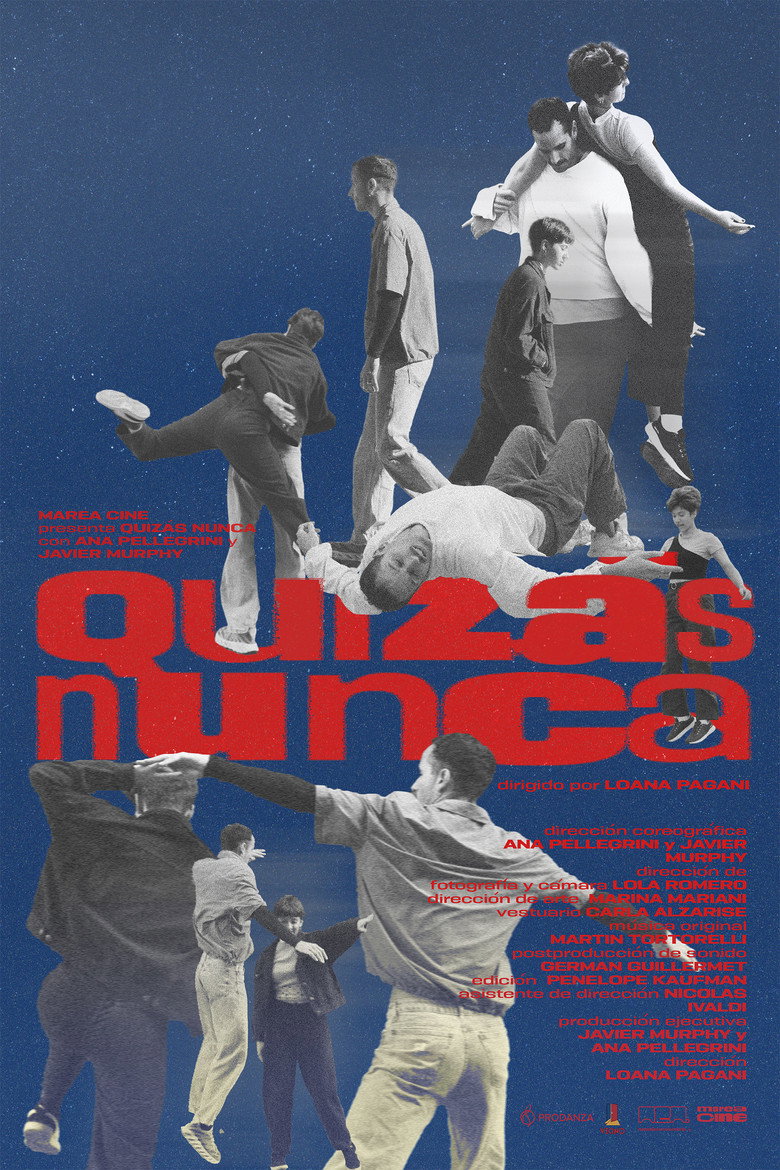 MAREA CINE
presenta QUIZÁS NUNCA
con ANA PELLEGRINI y
JAVIER MURPHY
Quizás
nunca
dirigido por LOANA PAGANI
dirección coreográfica
ANA PELLEGRINI y JAVIER
MURPHY
dirección de
fotografía y cámara LOLA ROMERO
dirección de arte MARINA MARIANI
vestuario CARLA ALZARISE
música original
MARTIN TORTORELLI
postproducción de sonido
GERMAN GUILLERMET
edición PENELOPE KAUFMAN
asistente de dirección NICOLAS
IVALDI
producción ejecutiva
JAVIER MURPHY y
ANA PELLEGRINI
dirección
LOANA PAGANI
PRODANZA
marea
cine